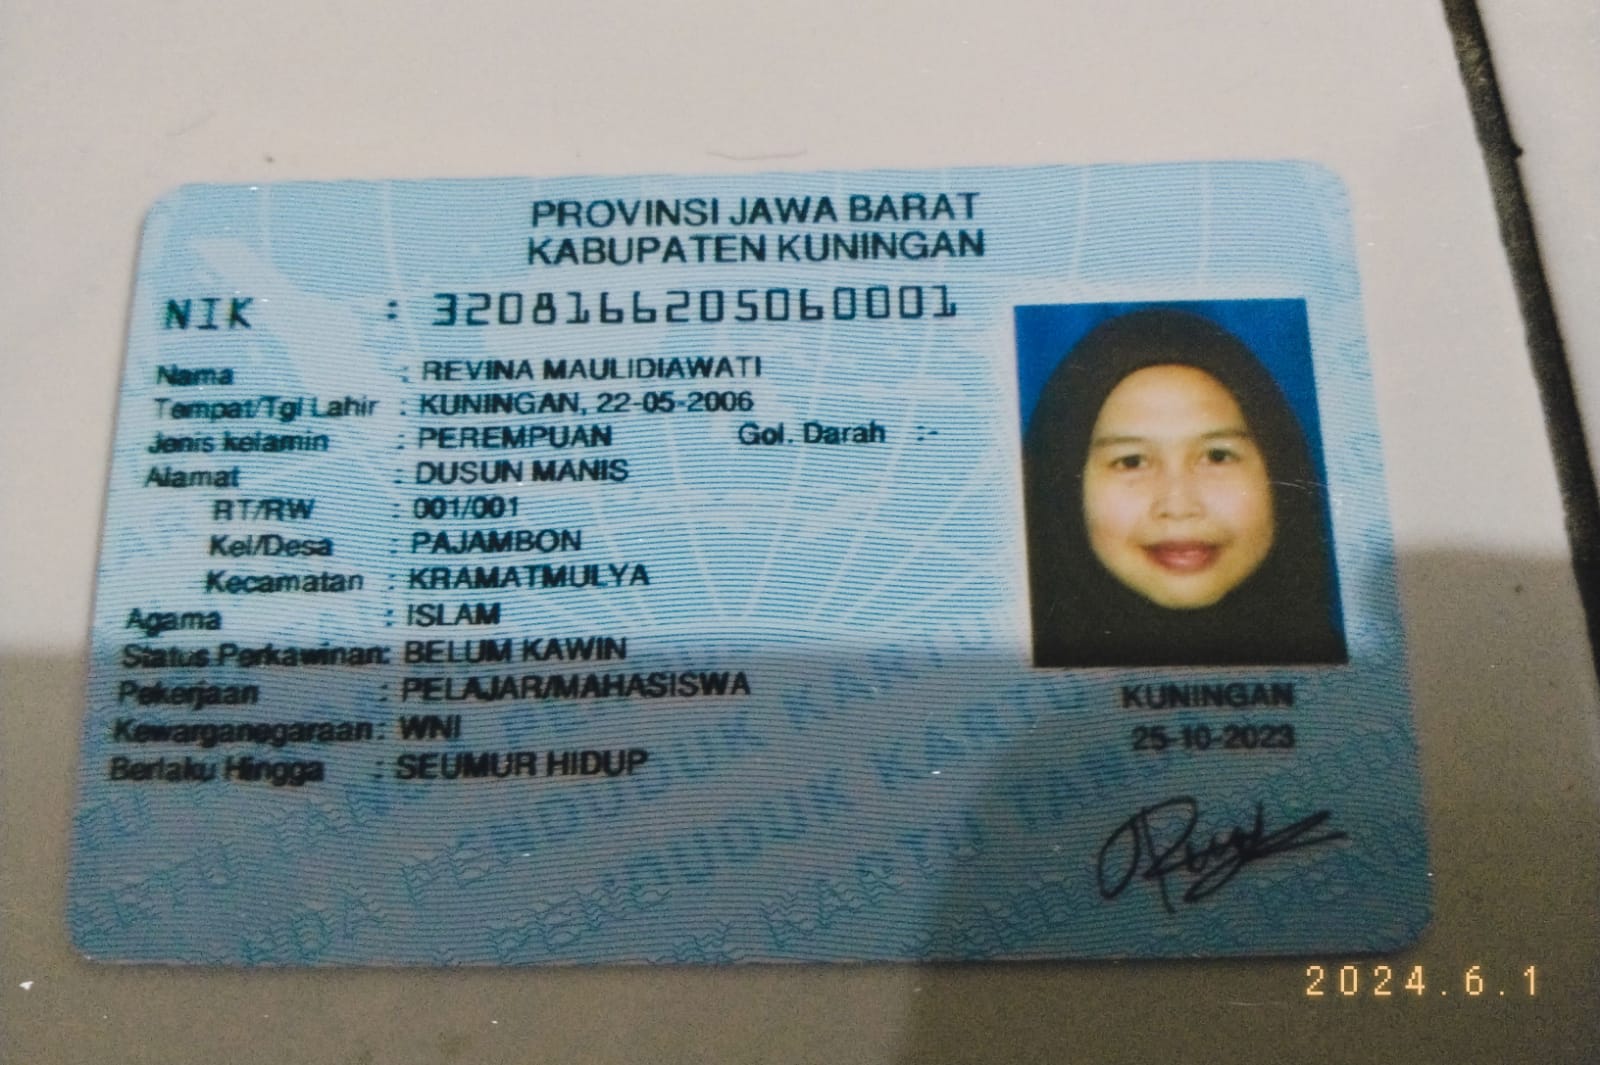 PROVINSI JAWA BARAT
KABUPATEN KUNINGAN
NIK : 3208166205060001
Nama : REVINA MAULIDIAWATI
Tempat/Tgl Lahir : KUNINGAN, 22-05-2006
Jenis kelamin : PEREMPUAN Gol. Darah :-
Alamat : DUSUN MANIS
RT/RW : 001/001
Kel/Desa : PAJAMBON
Kecamatan : KRAMATMULYA
Agama : ISLAM
Status Perkawinan: BELUM KAWIN
Pekerjaan : PELAJAR/MAHASISWA
Kewarganegaraan: WNI
Berlaku Hingga : SEUMUR HIDUP
KUNINGAN
25-10-2023
2024.6.1